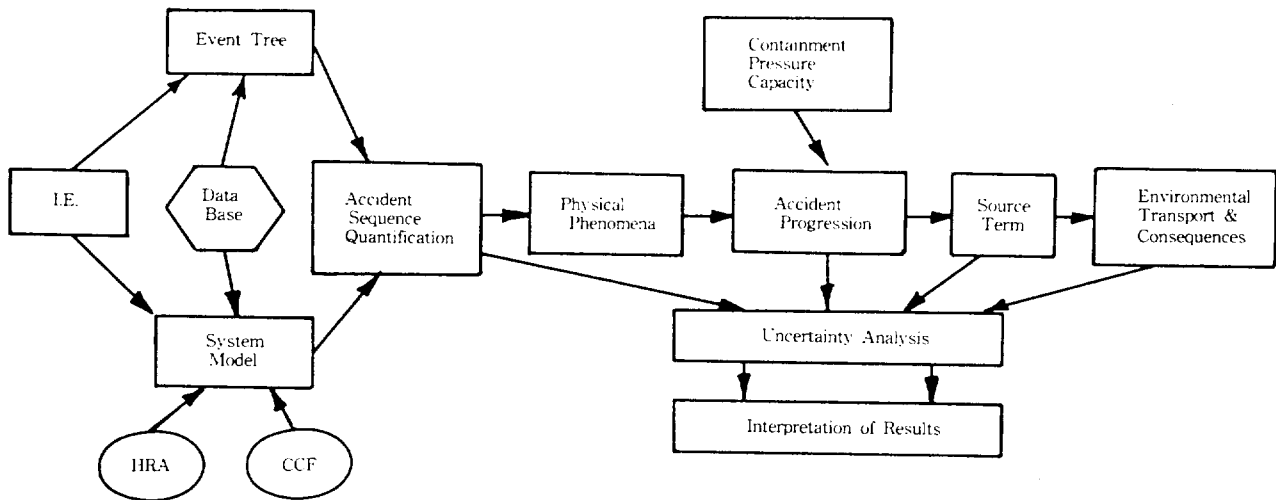 Event Tree
Containment
Pressure
Capacity
I.E.
Data
Base
Accident
Sequence
Quantification
Physical
Phenomena
Accident
Progression
Source
Term
Environmental
Transport &
Consequences
System
Model
Uncertainty Analysis
HRA
CCF
Interpretation of Results